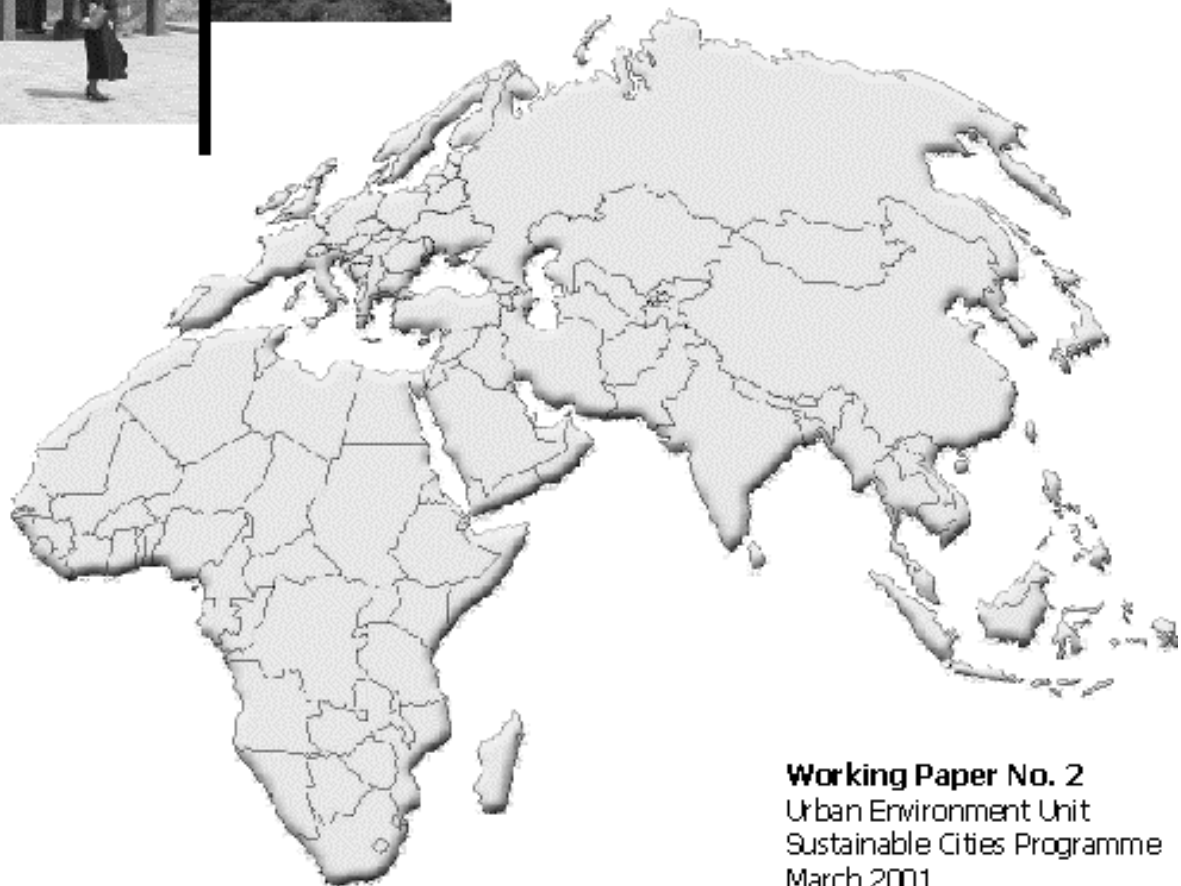 Working Paper No. 2
Urban Environment Unit
Sustainable Cities Programme
March 2001